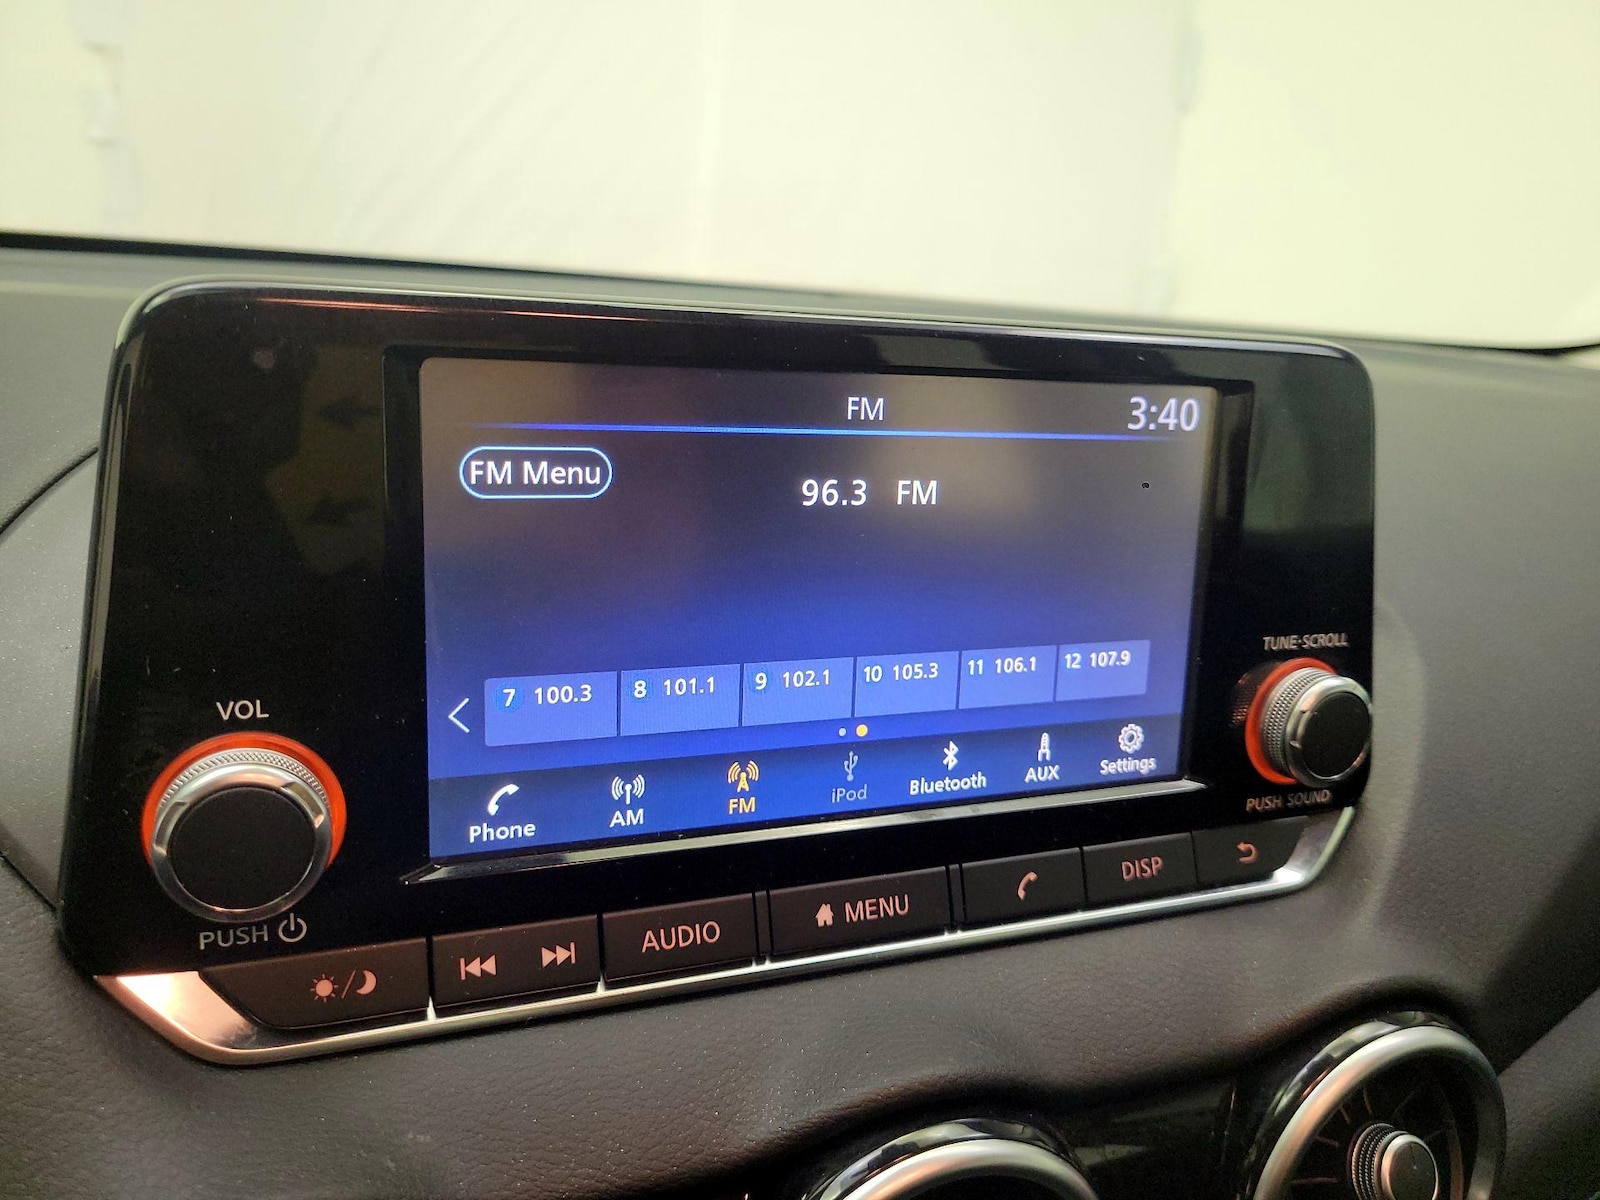 FM
3:40
FM Menu
96.3 FM
7 100.3
8 101.1
9 102.1
10 105.3
11 106.1
12 107.9
Phone
AM
FM
iPod
Bluetooth
AUX
Settings
VOL
PUSH
TUNE·SCROLL
PUSH SOUND
AUDIO
MENU
DISP